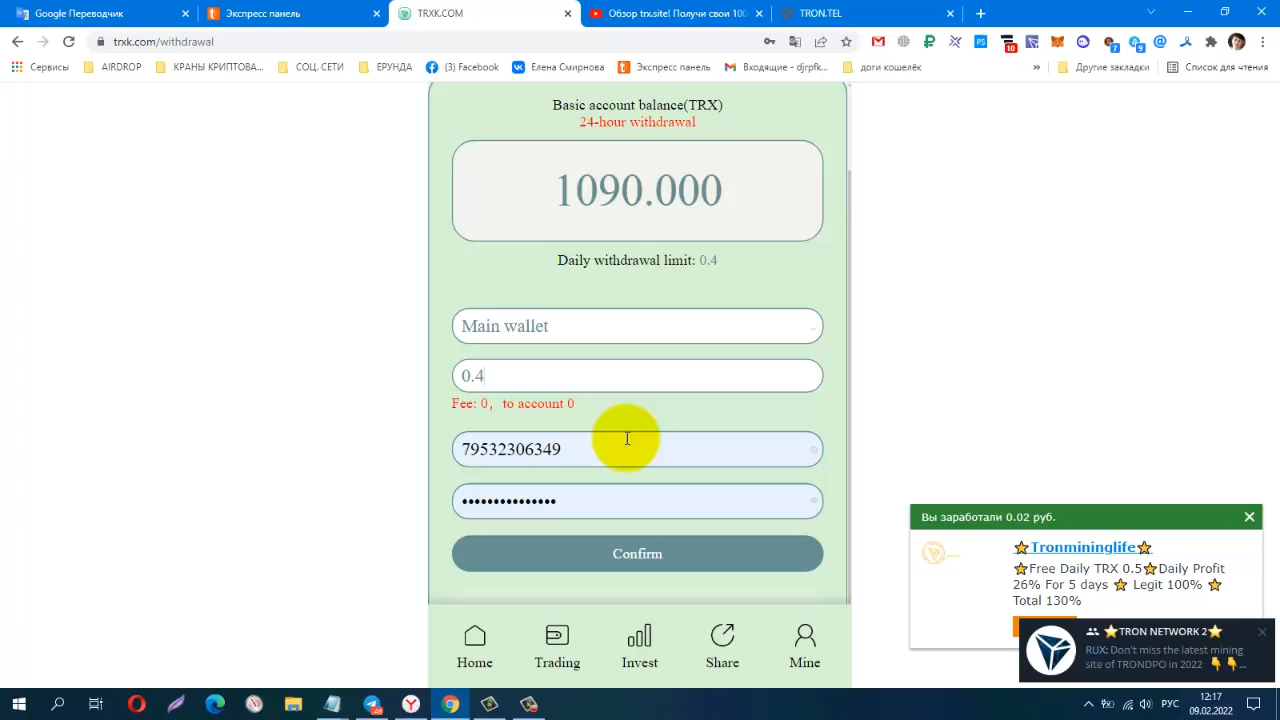 Google Переводчик
Экспресс панель
TRXK.COM
Обзор trx.site! Получи свои 100
TRON.TEL
trxk.com/withdrawal
10
7
9
Сервисы
AIRDROP
КРАНЫ КРИПТОВА...
СОЦ. СЕТИ
ЕРУНДА
(3) Facebook
Елена Смирнова
Экспресс панель
Входящие - djrpfk...
доги кошелёк
»
Другие закладки
Список для чтения
Basic account balance(TRX)
24-hour withdrawal
1090.000
Daily withdrawal limit: 0.4
Main wallet
0.4
Fee: 0, to account 0
79532306349
•••••••••••••••
Confirm
Home
Trading
Invest
Share
Mine
Вы заработали 0.02 руб.
⭐Tronmininglife⭐
⭐Free Daily TRX 0.5⭐Daily Profit
26% For 5 days ⭐ Legit 100% ⭐
Total 130%
⭐TRON NETWORK 2⭐
RUX: Don't miss the latest mining
site of TRONDPO in 2022 👇👇...
РУС
12:17
09.02.2022